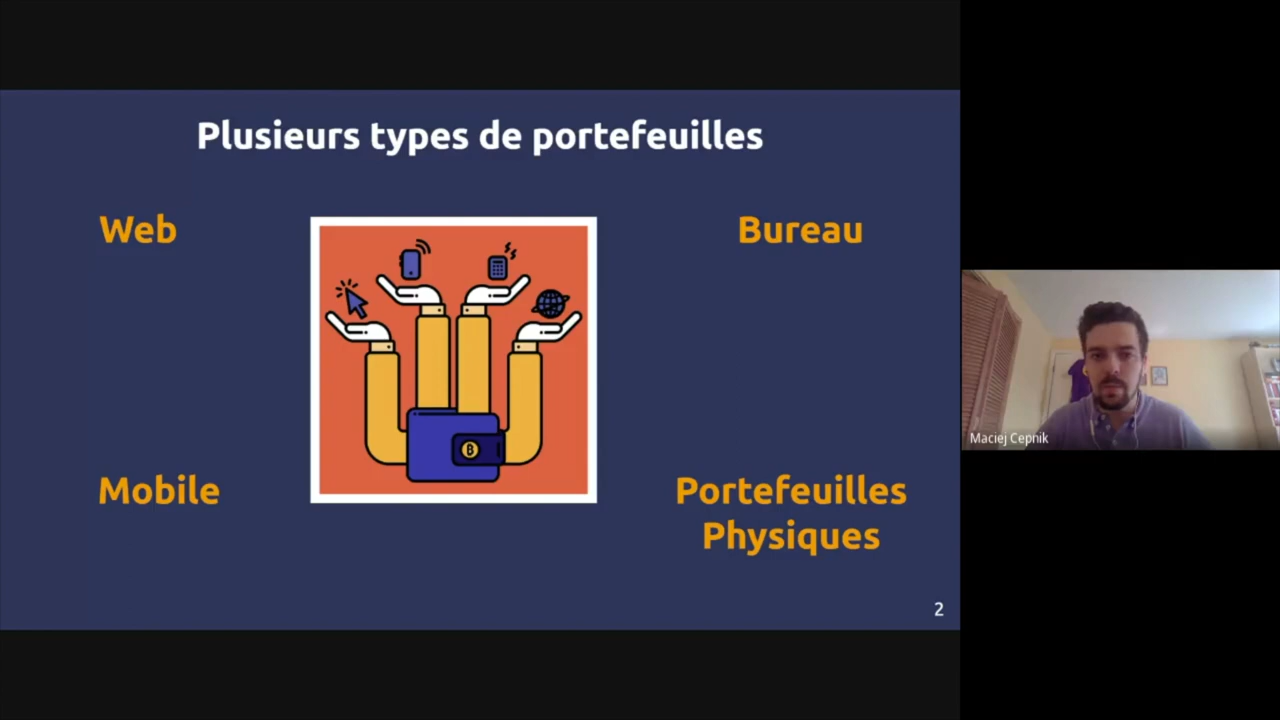 Plusieurs types de portefeuilles
Web
Bureau
Mobile
Portefeuilles
Physiques
2
Maciej Cepnik